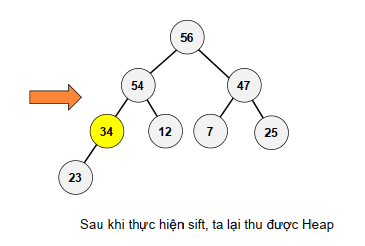 56
54 47
34 12 7 25
23
Sau khi thực hiện sift, ta lại thu được Heap